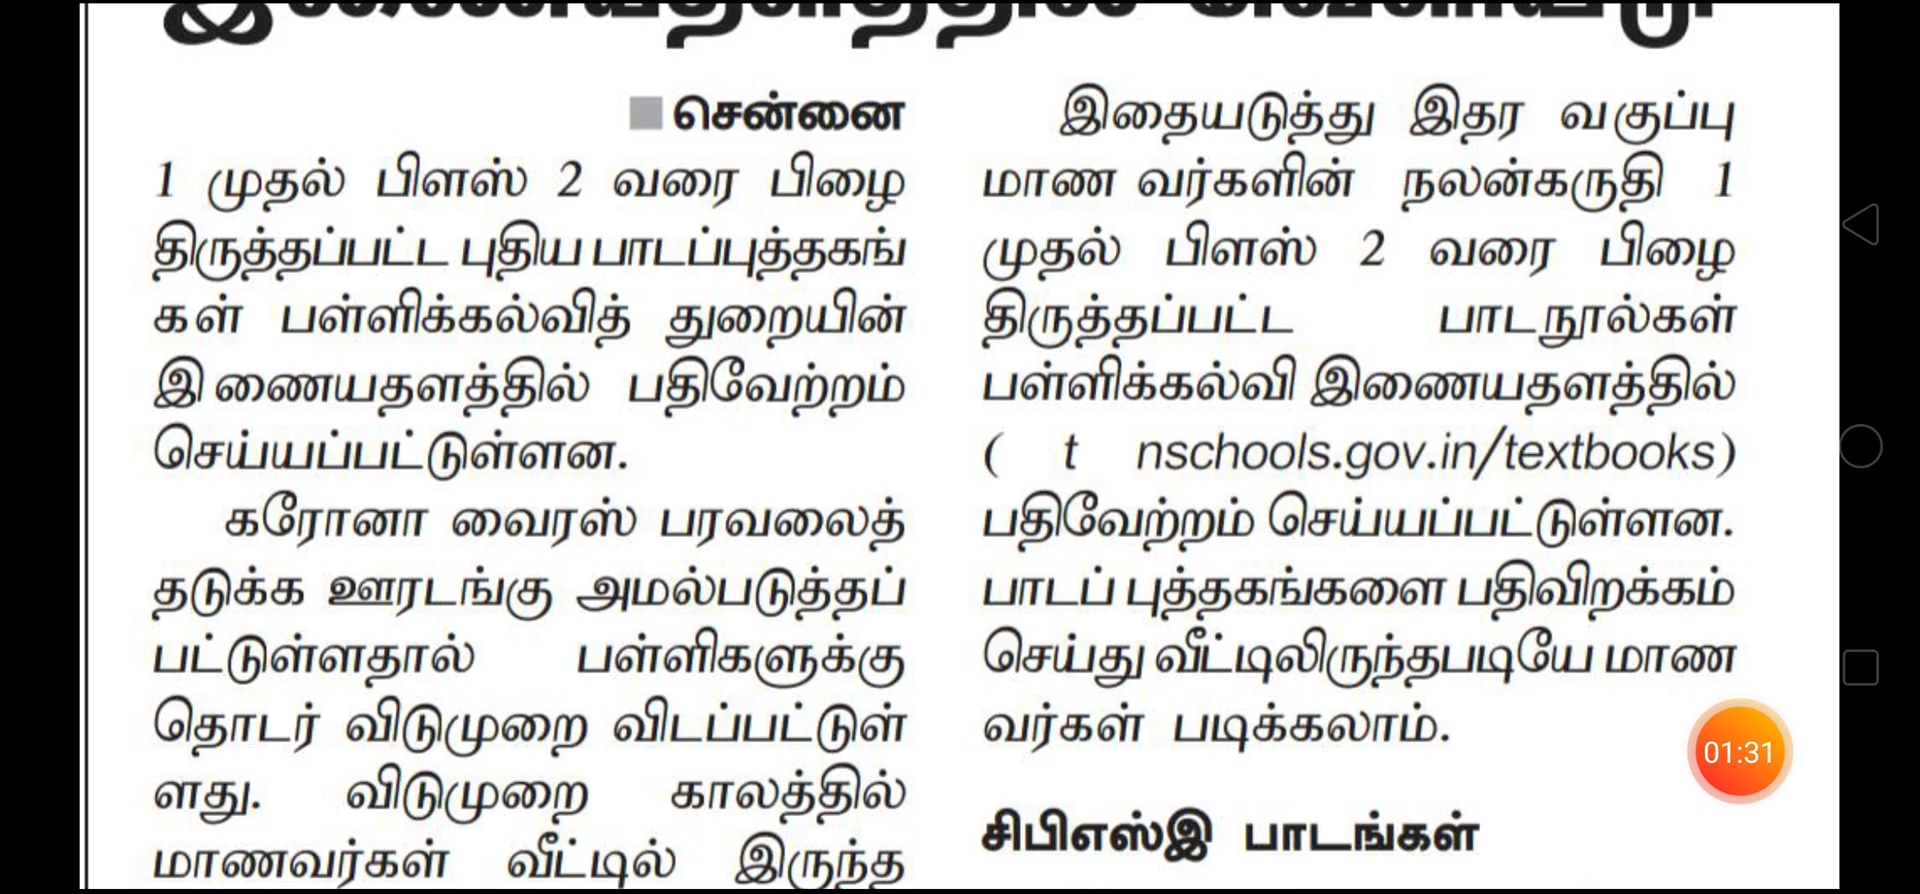 இணையதளத்தில் வெளியீடு
சென்னை
1 முதல் பிளஸ் 2 வரை பிழை
திருத்தப்பட்ட புதிய பாடப்புத்தகங்
கள் பள்ளிக்கல்வித் துறையின்
இ ணையதளத்தில் பதிவேற்றம்
செய்யப்பட்டுள்ளன.
கரோனா வைரஸ் பரவலைத்
தடுக்க ஊரடங்கு அமல்படுத்தப்
பட்டுள்ளதால் பள்ளிகளுக்கு
தொடர் விடுமுறை விடப்பட்டுள்
ளது. விடுமுறை காலத்தில்
மாணவர்கள் வீட்டில் இருந்த
இதையடுத்து இதர வகுப்பு
மாண வர்களின் நலன்கருதி 1
முதல் பிளஸ் 2 வரை பிழை
திருத்தப்பட்ட பாடநூல்கள்
பள்ளிக்கல்வி இணையதளத்தில்
( t nschools.gov.in/textbooks)
பதிவேற்றம் செய்யப்பட்டுள்ளன.
பாடப் புத்தகங்களை பதிவிறக்கம்
செய்து வீட்டிலிருந்தபடியே மாண
வர்கள் படிக்கலாம்.
சிபிஎஸ்இ பாடங்கள்
01:31